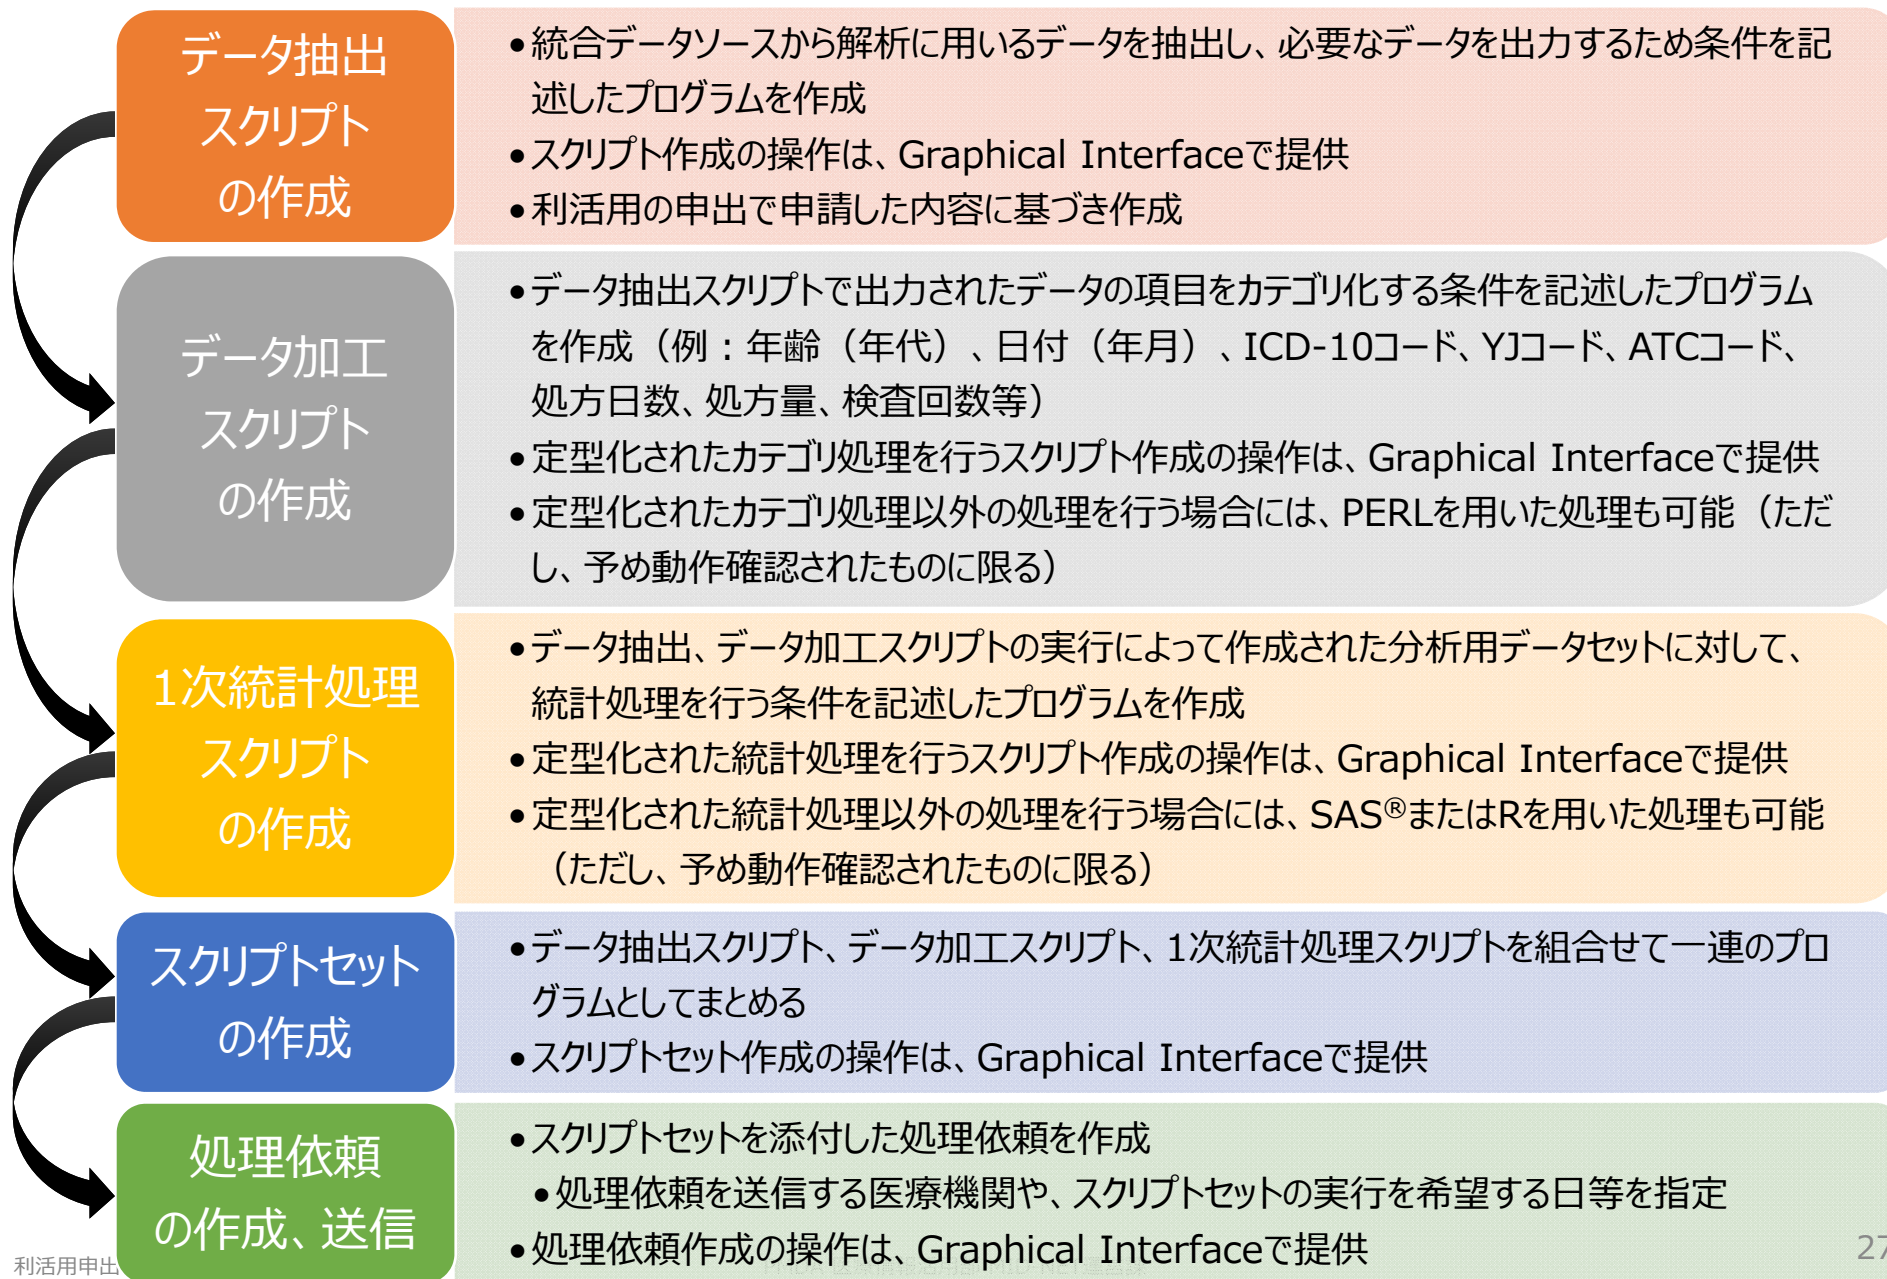 データ抽出
スクリプト
の作成
•統合データソースから解析に用いるデータを抽出し、必要なデータを出力するため条件を記
述したプログラムを作成
•スクリプト作成の操作は、Graphical Interfaceで提供
•利活用の申出で申請した内容に基づき作成
データ加工
スクリプト
の作成
•データ抽出スクリプトで出力されたデータの項目をカテゴリ化する条件を記述したプログラム
を作成（例：年齢（年代）、日付（年月）、ICD-10コード、YJコード、ATCコード、
処方日数、処方量、検査回数等）
•定型化されたカテゴリ処理を行うスクリプト作成の操作は、Graphical Interfaceで提供
•定型化されたカテゴリ処理以外の処理を行う場合には、PERLを用いた処理も可能（ただ
し、予め動作確認されたものに限る）
1次統計処理
スクリプト
の作成
•データ抽出、データ加工スクリプトの実行によって作成された分析用データセットに対して、
統計処理を行う条件を記述したプログラムを作成
•定型化された統計処理を行うスクリプト作成の操作は、Graphical Interfaceで提供
•定型化された統計処理以外の処理を行う場合には、SAS®またはRを用いた処理も可能
（ただし、予め動作確認されたものに限る）
スクリプトセット
の作成
•データ抽出スクリプト、データ加工スクリプト、1次統計処理スクリプトを組合せて一連のプロ
グラムとしてまとめる
•スクリプトセット作成の操作は、Graphical Interfaceで提供
処理依頼
の作成、送信
•スクリプトセットを添付した処理依頼を作成
•処理依頼を送信する医療機関や、スクリプトセットの実行を希望する日等を指定
•処理依頼作成の操作は、Graphical Interfaceで提供
利活用申出
27